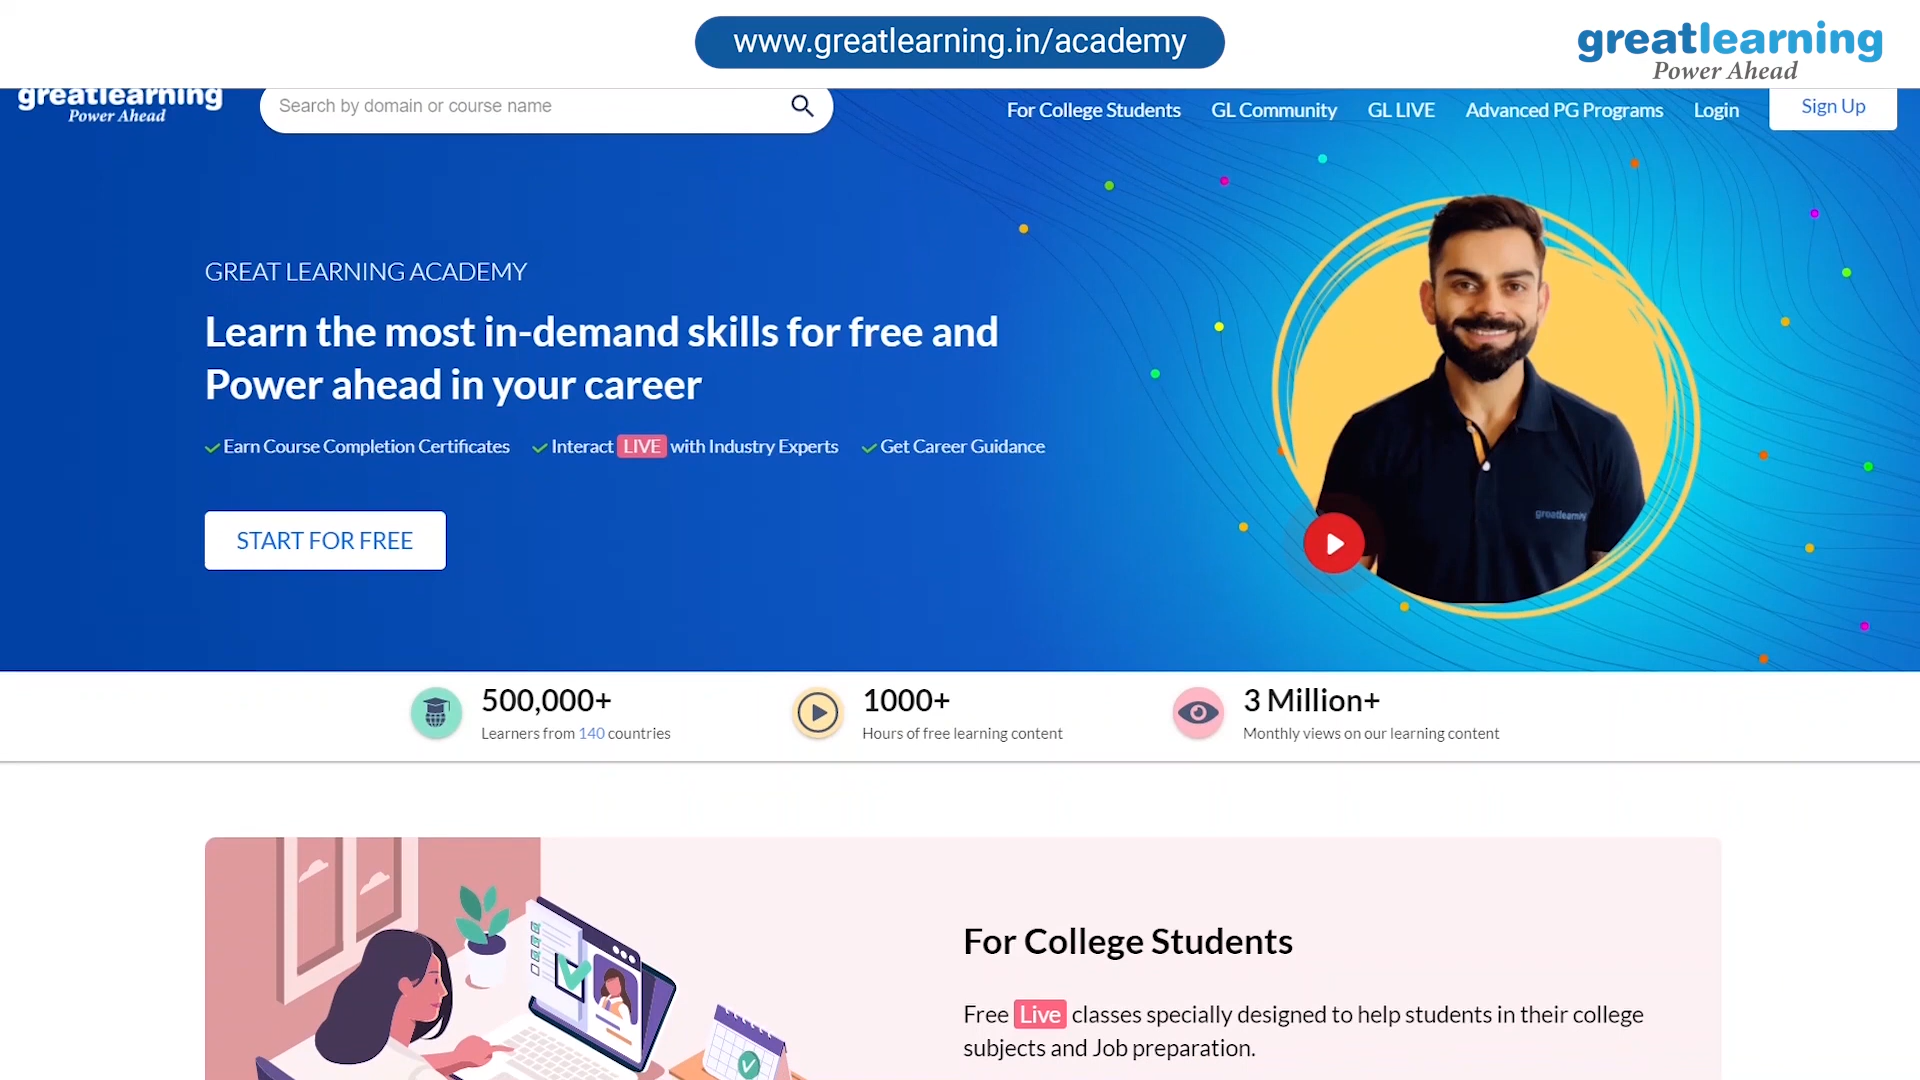 www.greatlearning.in/academy
greatlearning
Power Ahead
greatlearning
Power Ahead
Search by domain or course name
For College Students
GL Community
GL LIVE
Advanced PG Programs
Login
Sign Up
GREAT LEARNING ACADEMY
Learn the most in-demand skills for free and
Power ahead in your career
Earn Course Completion Certificates
Interact LIVE with Industry Experts
Get Career Guidance
greatlearning
START FOR FREE
500,000+
Learners from 140 countries
1000+
Hours of free learning content
3 Million+
Monthly views on our learning content
For College Students
Free Live classes specially designed to help students in their college
subjects and Job preparation.